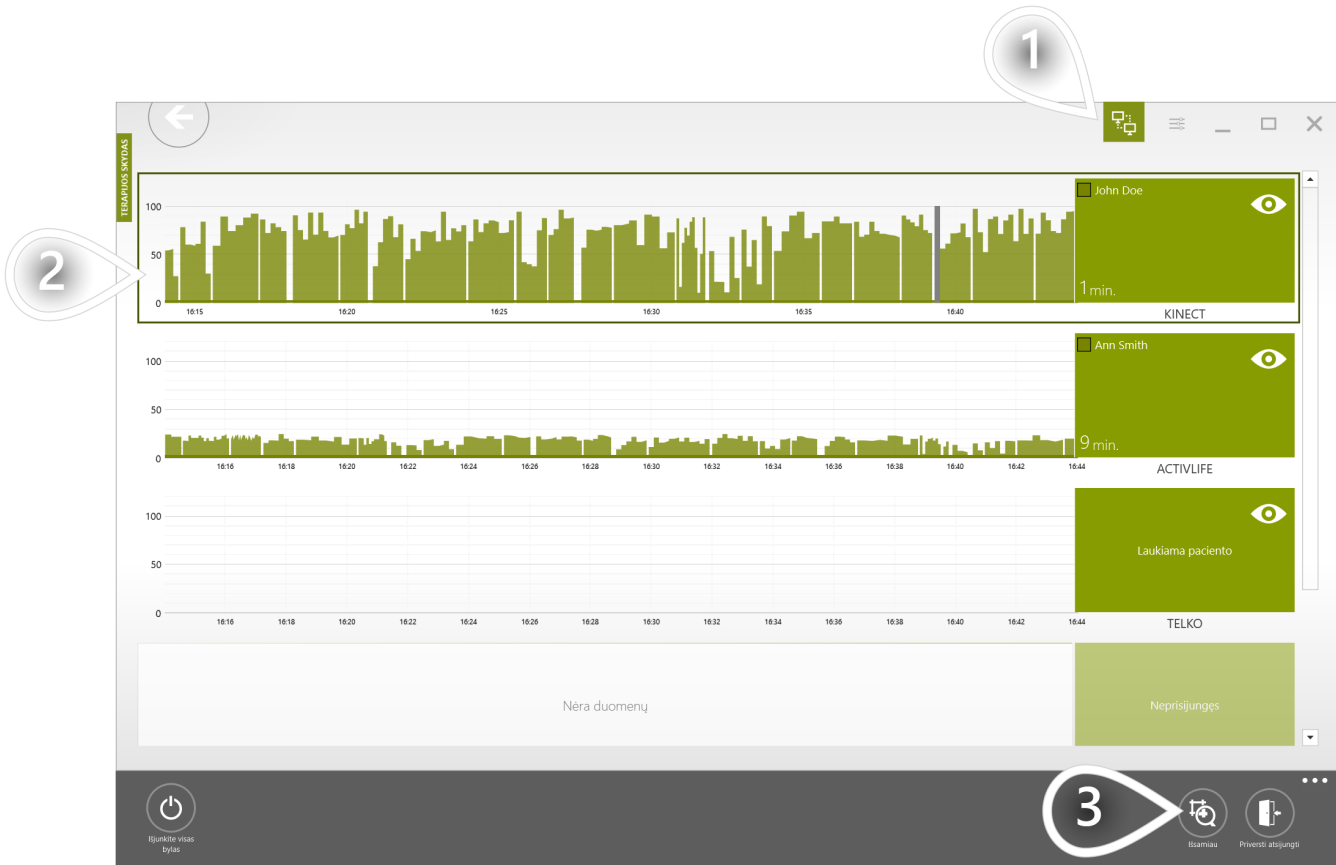 1
TERAPIJOS SKYDAS
100
50
0
16:15 16:20 16:25 16:30 16:35 16:40
John Doe
1 min.
KINECT
2
100
50
0
16:16 16:18 16:20 16:22 16:24 16:26 16:28 16:30 16:32 16:34 16:36 16:38 16:40 16:42 16:44
Ann Smith
9 min.
ACTIVLIFE
100
50
0
16:16 16:18 16:20 16:22 16:24 16:26 16:28 16:30 16:32 16:34 16:36 16:38 16:40 16:42 16:44
Laukiama paciento
TELKO
Nėra duomenų
Neprisijungęs
Išjunkite visas
bylas
3
Išsamiau
Priversti atsijungti